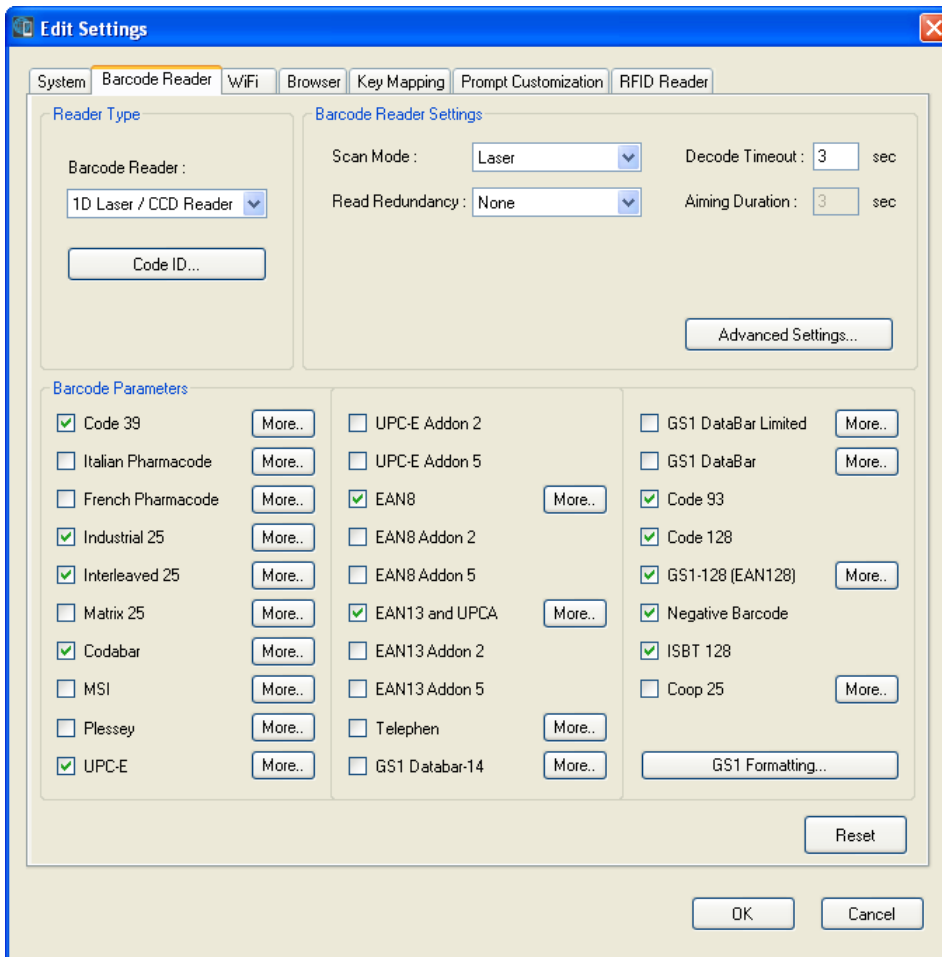 Edit Settings
System Barcode Reader WiFi Browser Key Mapping Prompt Customization RFID Reader
Reader Type
Barcode Reader :
1D Laser / CCD Reader
Code ID...
Barcode Reader Settings
Scan Mode : Laser Decode Timeout : 3 sec
Read Redundancy : None Aiming Duration : 3 sec
Advanced Settings...
Barcode Parameters
Code 39 More.. UPC-E Addon 2 GS1 DataBar Limited More..
Italian Pharmacode More.. UPC-E Addon 5 GS1 DataBar More..
French Pharmacode More.. EAN8 More.. Code 93
Industrial 25 More.. EAN8 Addon 2 Code 128
Interleaved 25 More.. EAN8 Addon 5 GS1-128 (EAN128) More..
Matrix 25 More.. EAN13 and UPCA More.. Negative Barcode
Codabar More.. EAN13 Addon 2 ISBT 128
MSI More.. EAN13 Addon 5 Coop 25 More..
Plessey More.. Telephen More..
UPC-E More.. GS1 Databar-14 More.. GS1 Formatting...
Reset
OK Cancel